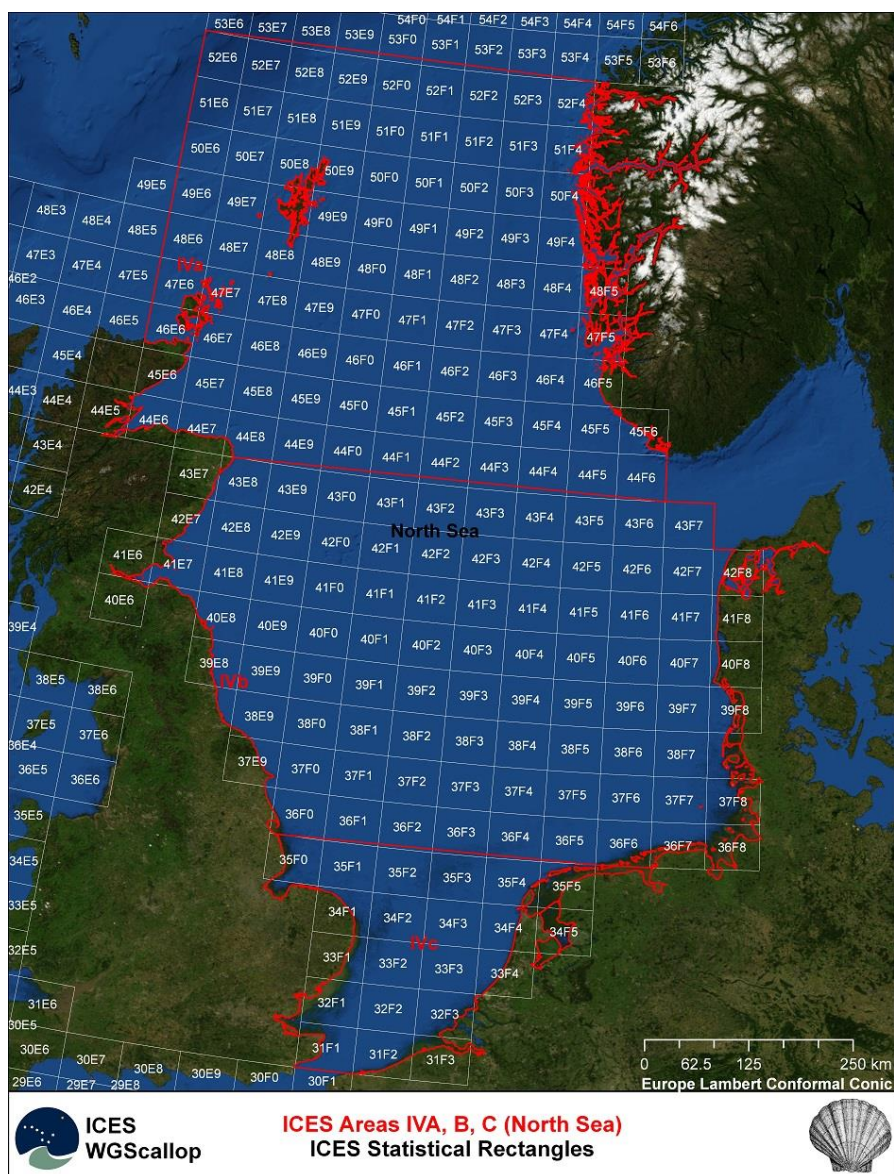 54F0 54F1 54F2 54F3 54F4 54F5 54F6
53E6 53E7 53E8 53E9 53F0 53F1 53F2 53F3 53F4 53F5 53F6
52E6 52E7 52E8 52E9 52F0 52F1 52F2 52F3 52F4
51E6 51E7 51E8 51E9 51F0 51F1 51F2 51F3 51F4
50E6 50E7 50E8 50E9 50F0 50F1 50F2 50F3 50F4
49E5 49E6 49E7 49E9 49F0 49F1 49F2 49F3 49F4
48E3 48E4 48E5 48E6 48E7 48E8 48E9 48F0 48F1 48F2 48F3 48F4 48F5
IVa
47E3 47E4 47E5 47E6 47E7 47E8 47E9 47F0 47F1 47F2 47F3 47F4 47F5
46E2 46E3 46E4 46E5 46E6 46E7 46E8 46E9 46F0 46F1 46F2 46F3 46F4 46F5
45E4 45E6 45E7 45E8 45E9 45F0 45F1 45F2 45F3 45F4 45F5 45F6
44E3 44E4 44E5 44E6 44E7 44E8 44E9 44F0 44F1 44F2 44F3 44F4 44F5 44F6
43E4 43E7 43E8 43E9 43F0 43F1 43F2 43F3 43F4 43F5 43F6 43F7
North Sea
42E4 42E7 42E8 42E9 42F0 42F1 42F2 42F3 42F4 42F5 42F6 42F7 42F8
41E6 41E7 41E8 41E9 41F0 41F1 41F2 41F3 41F4 41F5 41F6 41F7 41F8
40E6 40E8 40E9 40F0 40F1 40F2 40F3 40F4 40F5 40F6 40F7 40F8
39E4 39E8 39E9 39F0 39F1 39F2 39F3 39F4 39F5 39F6 39F7 39F8
IVb
38E5 38E6 38E9 38F0 38F1 38F2 38F3 38F4 38F5 38F6 38F7
37E5 37E6 37E9 37F0 37F1 37F2 37F3 37F4 37F5 37F6 37F7 37F8
36E4 36E5 36E6 36F0 36F1 36F2 36F3 36F4 36F5 36F6 36F7 36F8
35E5 35F0 35F1 35F2 35F3 35F4 35F5
34E5 34F1 34F2 34F3 34F4 34F5
IVc
33E5 33F1 33F2 33F3 33F4
32E5 32F1 32F2 32F3
31E6 31F1 31F2 31F3
30E5 30E6 30E7 30E8 30E9 30F0 30F1
29E6 29E7 29E8
0 62.5 125 250 km
Europe Lambert Conformal Conic
ICES
WGScallop
ICES Areas IVA, B, C (North Sea)
ICES Statistical Rectangles